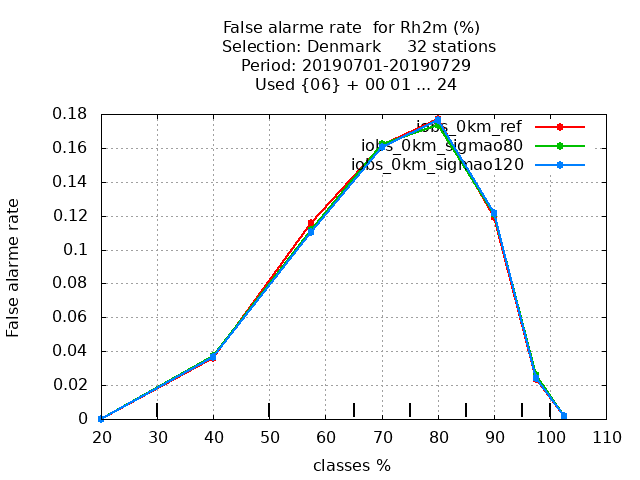 False alarme rate  for Rh2m (%)
Selection: Denmark     32 stations
Period: 20190701-20190729
Used {06} + 00 01 ... 24
0.18
0.16
0.14
0.12
0.1
0.08
0.06
0.04
0.02
0
False alarme rate
iobs_0km_ref
iobs_0km_sigmao80
iobs_0km_sigmao120
20 30 40 50 60 70 80 90 100 110
classes %